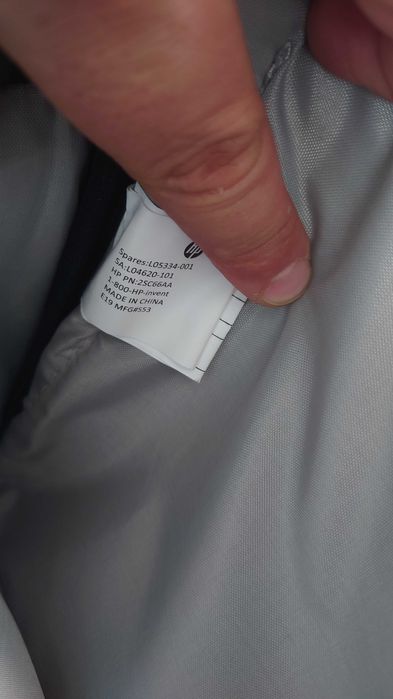 hp
Spares:L05334-001
SA:L04620-101
HP PN:2SC66AA
1-800-HP-invent
MADE IN CHINA
E19 MFG#553